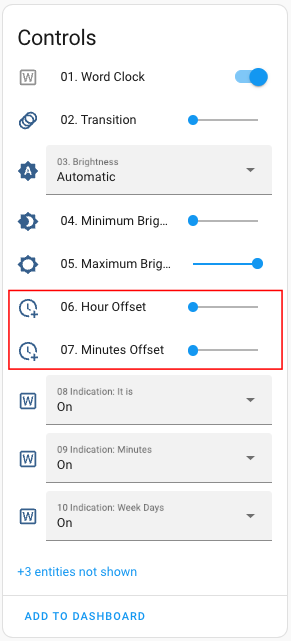 Controls
01. Word Clock
02. Transition
03. Brightness
Automatic
04. Minimum Brig...
05. Maximum Brig...
06. Hour Offset
07. Minutes Offset
08 Indication: It is
On
09 Indication: Minutes
On
10 Indication: Week Days
On
+3 entities not shown
ADD TO DASHBOARD